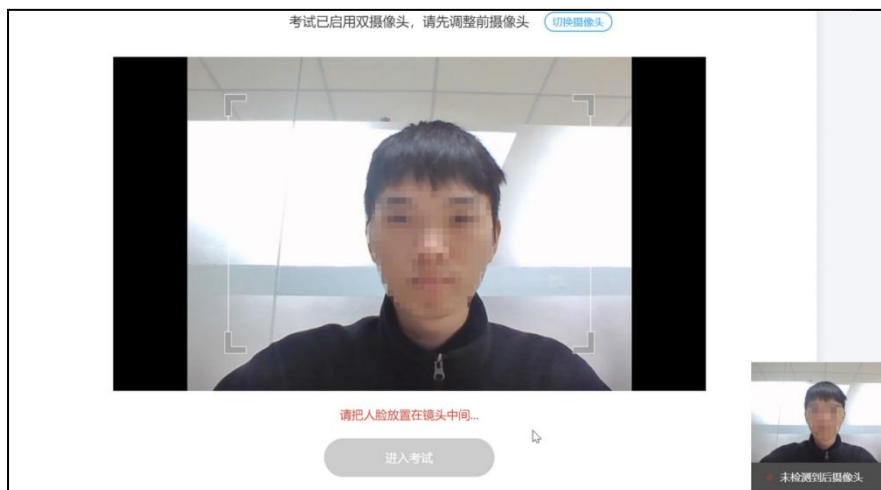 考试已启用双摄像头，请先调整前摄像头 切换摄像头
请把人脸放置在镜头中间...
进入考试
未检测到后摄像头